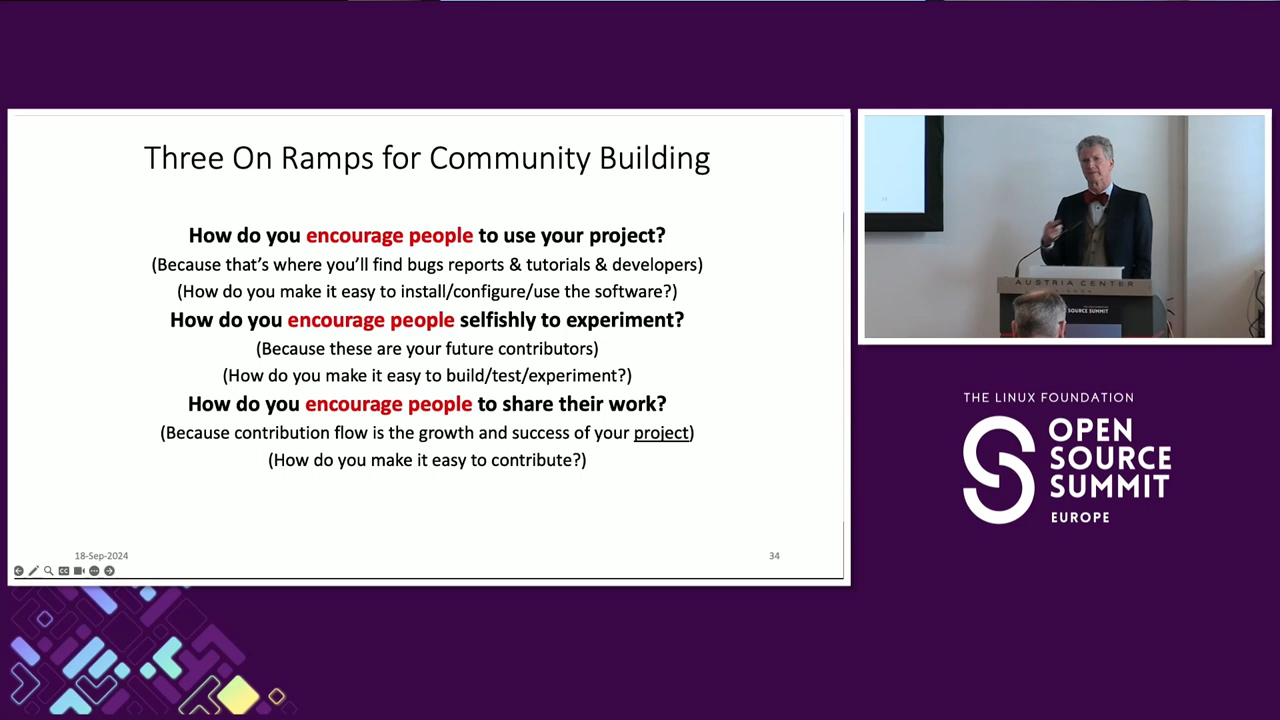 Three On Ramps for Community Building
How do you encourage people to use your project?
(Because that's where you'll find bugs reports & tutorials & developers)
(How do you make it easy to install/configure/use the software?)
How do you encourage people selfishly to experiment?
(Because these are your future contributors)
(How do you make it easy to build/test/experiment?)
How do you encourage people to share their work?
(Because contribution flow is the growth and success of your project)
(How do you make it easy to contribute?)
18-Sep-2024
34
AUSTRIA CENTER
SOURCE SUMMIT
THE LINUX FOUNDATION
OPEN
SOURCE
SUMMIT
EUROPE